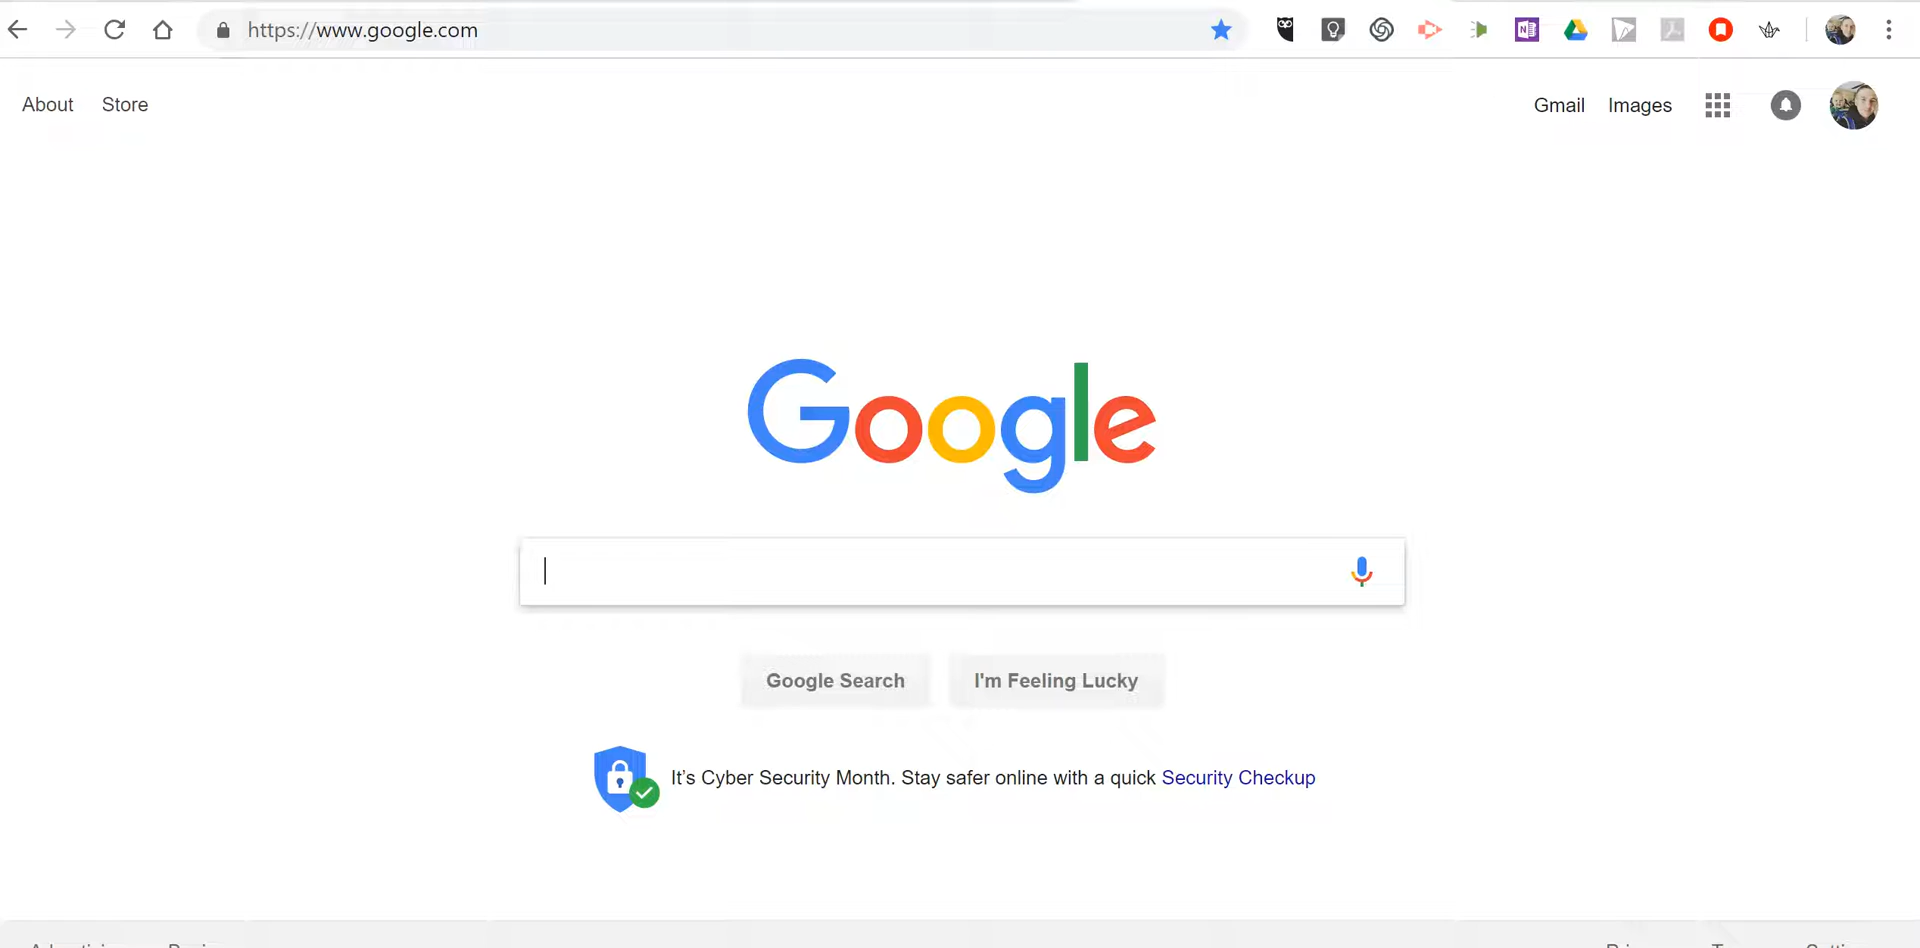 https://www.google.com
N
About Store
Gmail Images
Google
Google Search I'm Feeling Lucky
It's Cyber Security Month. Stay safer online with a quick Security Checkup